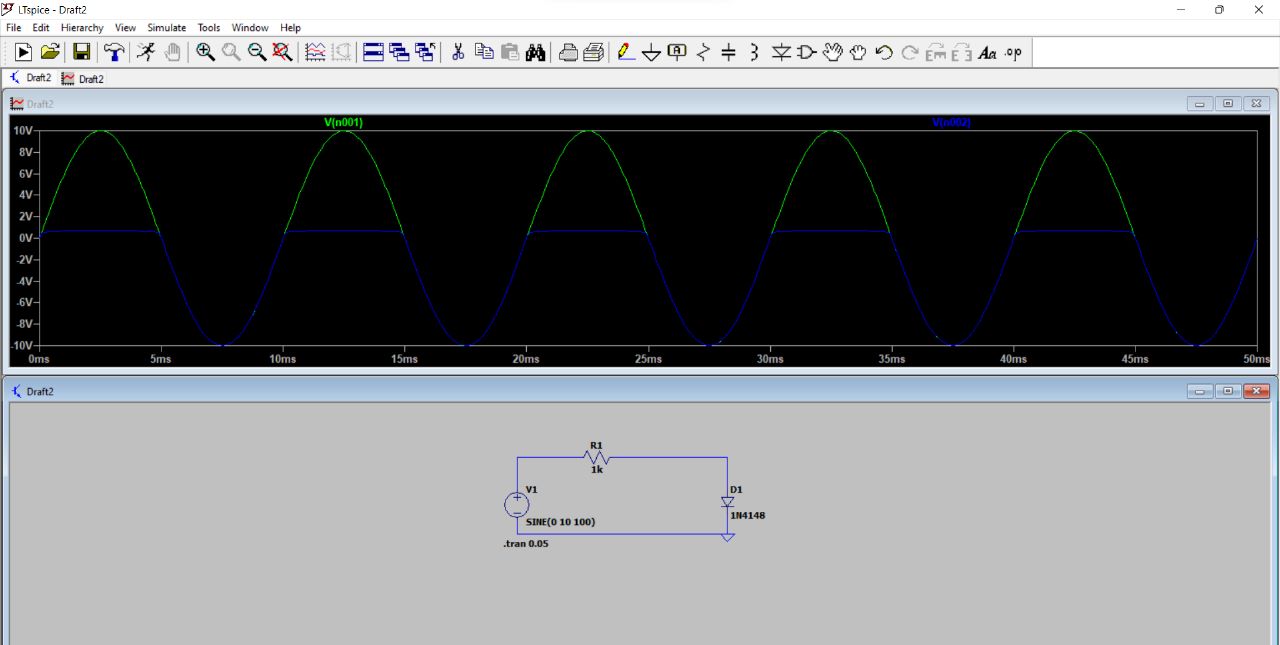 LTspice - Draft2
File Edit Hierarchy View Simulate Tools Window Help
Aa .op
Draft2 Draft2
Draft2
V(n001) V(n002)
10V
8V
6V
4V
2V
0V
-2V
-4V
-6V
-8V
-10V
0ms 5ms 10ms 15ms 20ms 25ms 30ms 35ms 40ms 45ms 50ms
Draft2
R1
1k
V1 D1
1N4148
SINE(0 10 100)
.tran 0.05